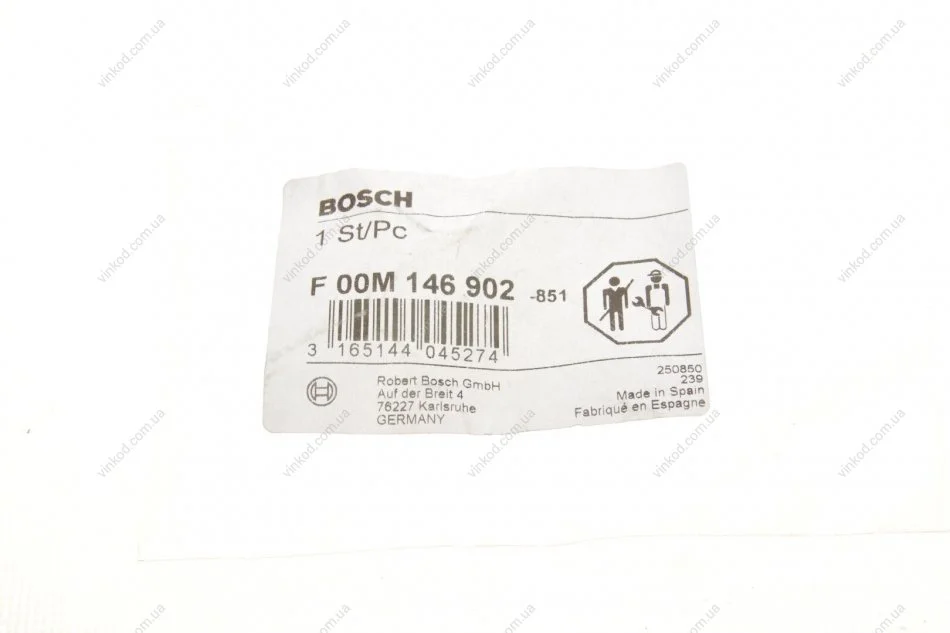 BOSCH
1 St/Pc
F 00M 146 902 -851
3 165144 045274
Robert Bosch GmbH
Auf der Breit 4
76227 Karlsruhe
GERMANY
250850
239
Made in Spain
Fabriqué en Espagne
vinkod.com.ua